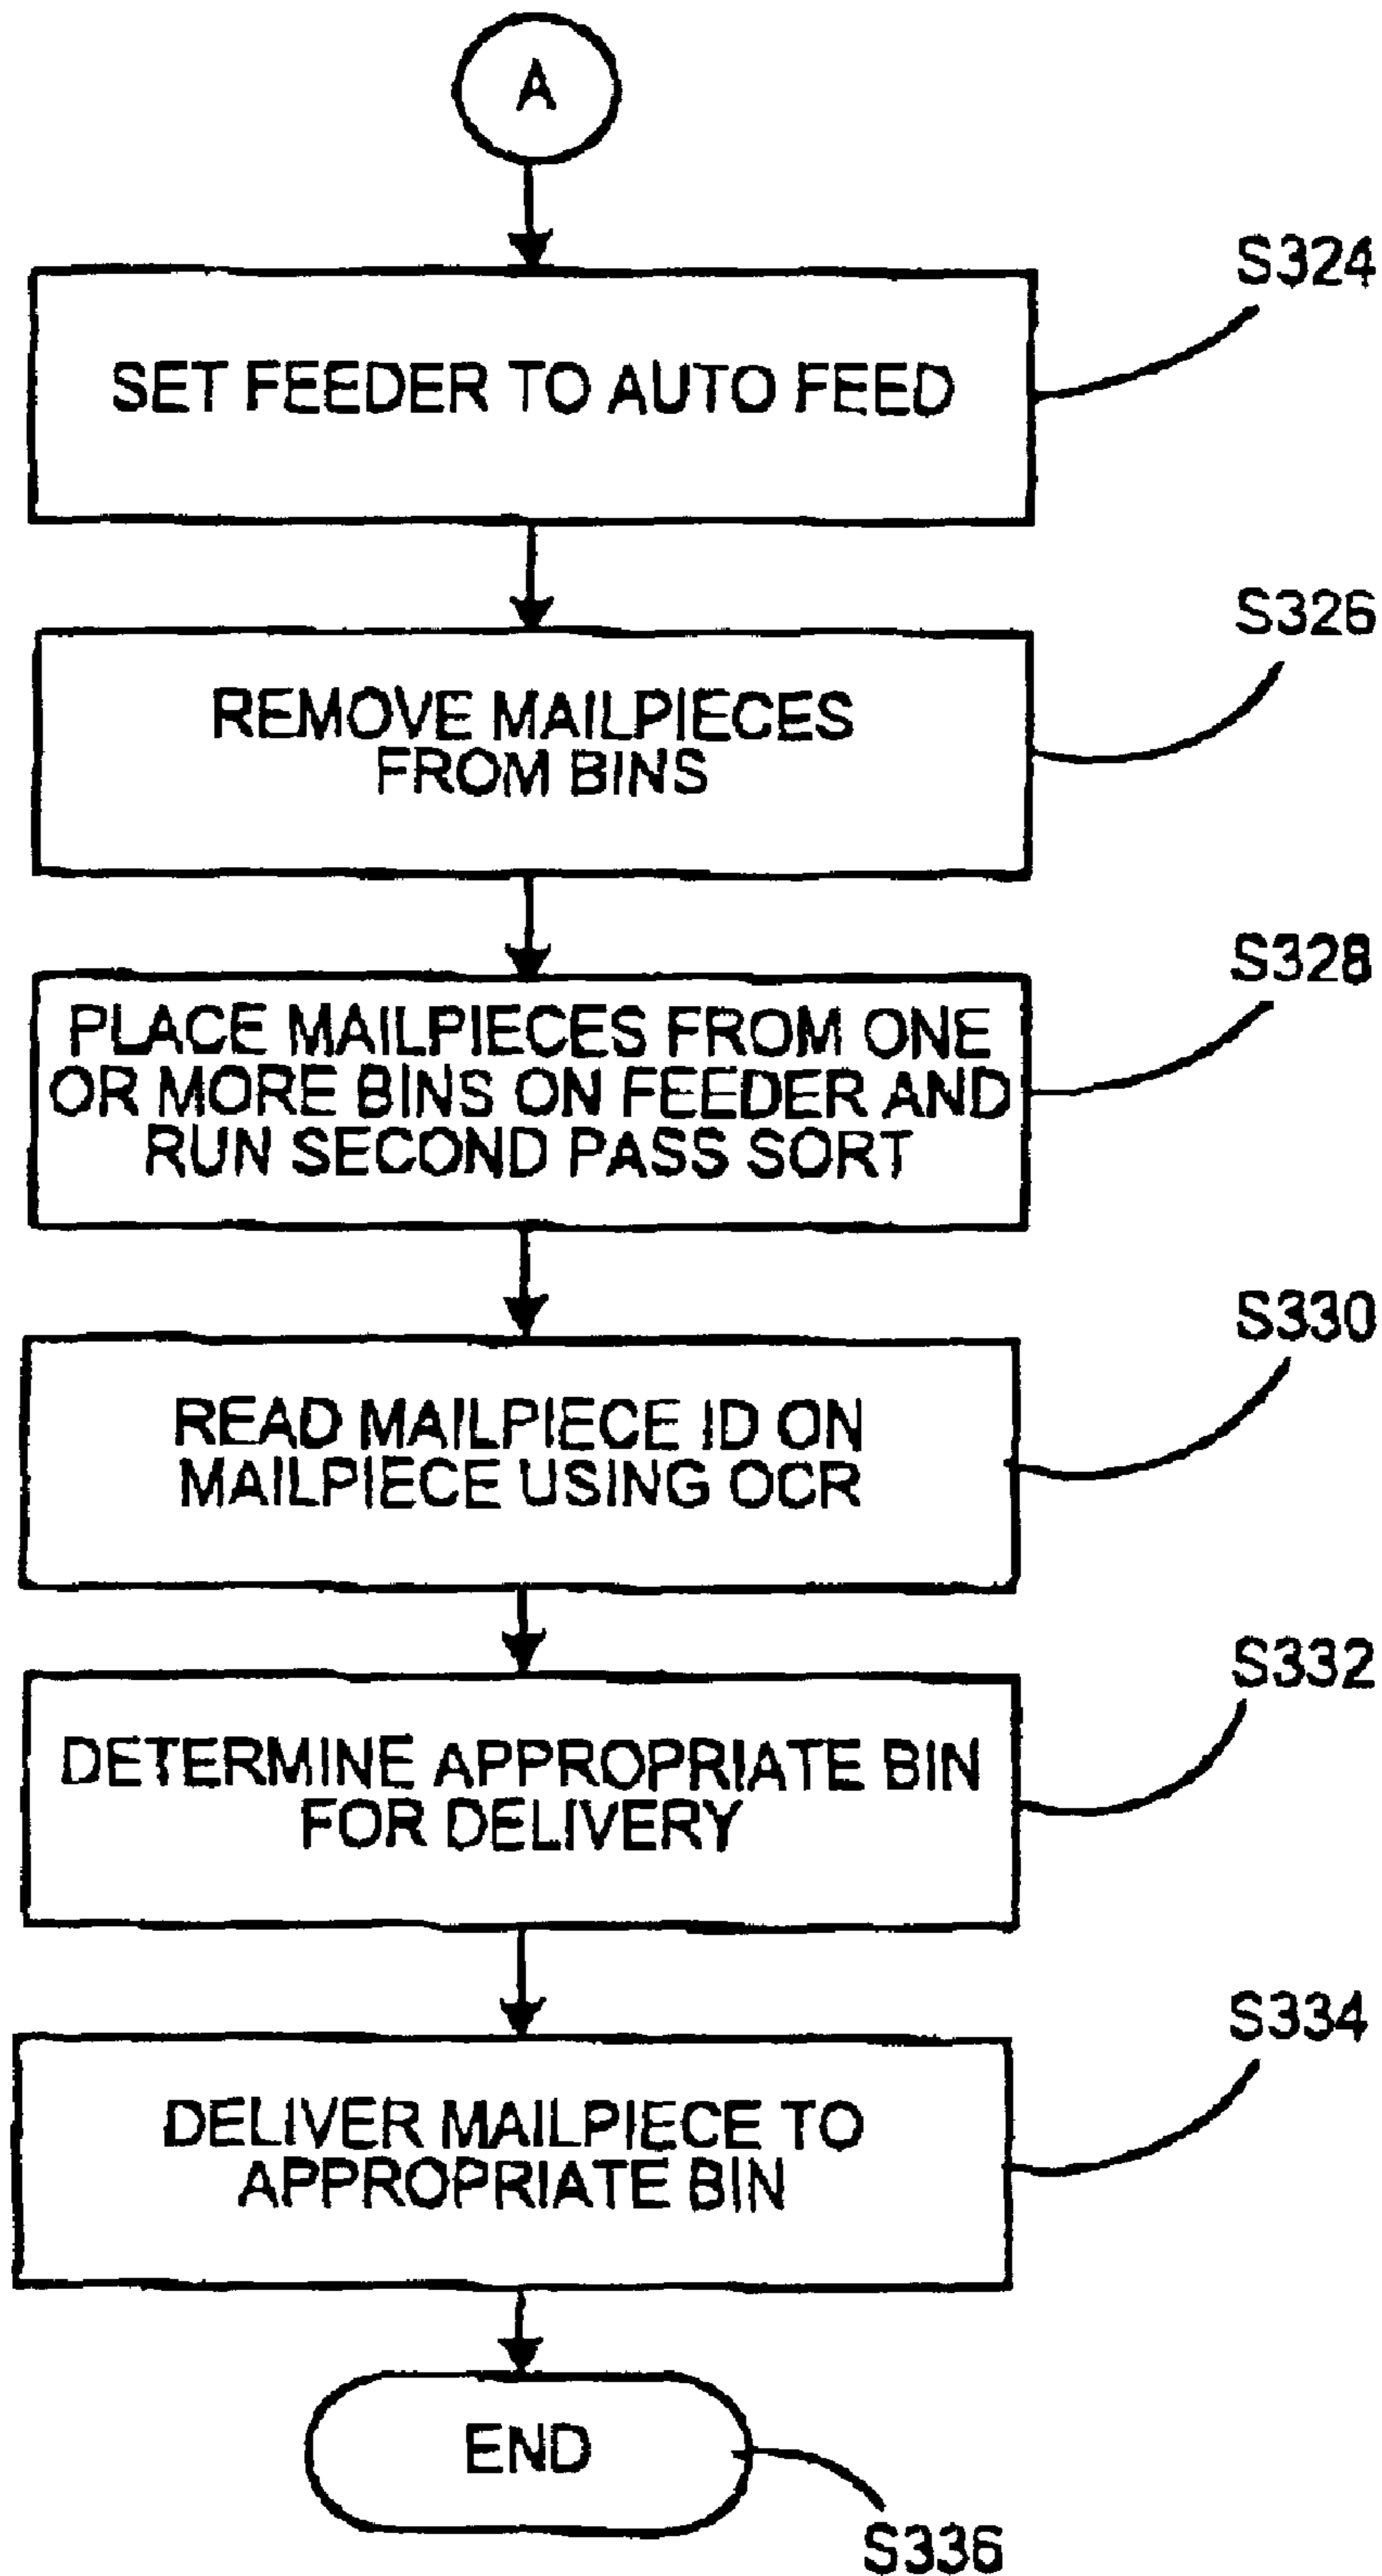 A
S324
SET FEEDER TO AUTO FEED
S326
REMOVE MAILPIECES
FROM BINS
S328
PLACE MAILPIECES FROM ONE
OR MORE BINS ON FEEDER AND
RUN SECOND PASS SORT
S330
READ MAILPIECE ID ON
MAILPIECE USING OCR
S332
DETERMINE APPROPRIATE BIN
FOR DELIVERY
S334
DELIVER MAILPIECE TO
APPROPRIATE BIN
END
S336